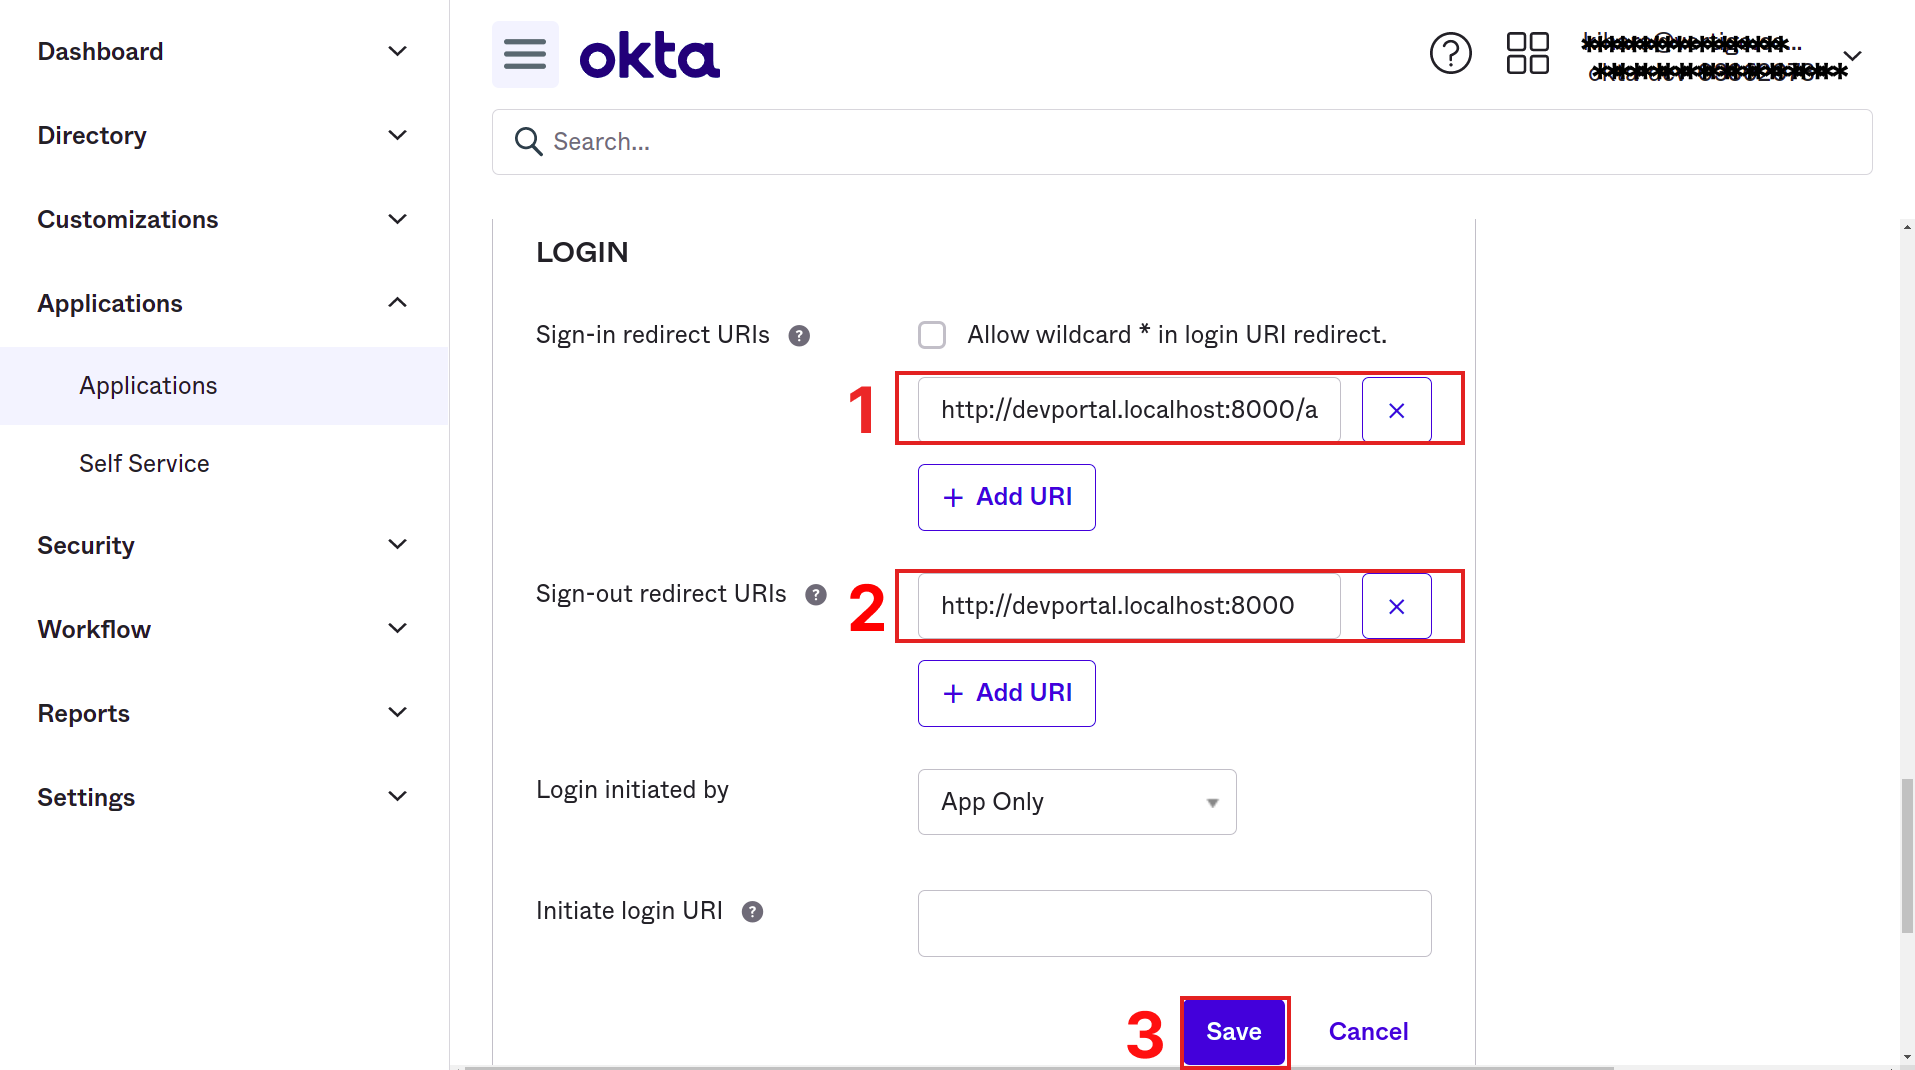 Dashboard
Directory
Customizations
Applications
Applications
Self Service
Security
Workflow
Reports
Settings
okta
Search...
LOGIN
Sign-in redirect URIs ?
Allow wildcard * in login URI redirect.
1 http://devportal.localhost:8000/a
+ Add URI
Sign-out redirect URIs ?
2 http://devportal.localhost:8000
+ Add URI
Login initiated by
App Only
Initiate login URI ?
3 Save
Cancel